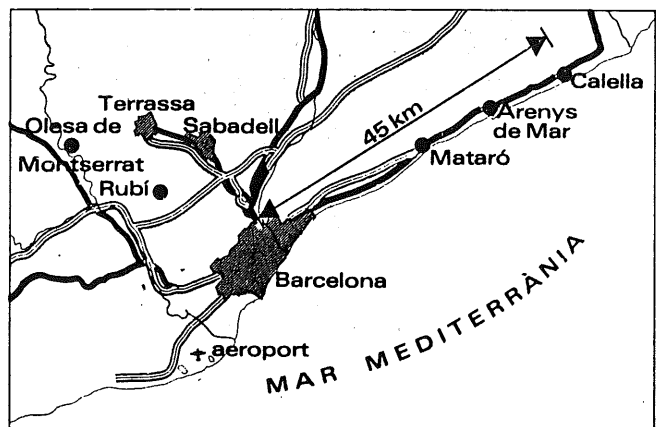 Calella
Terrassa
45 km
Arenys
de Mar
Olesa de
Montserrat
Sabadell
Mataró
Rubí
Barcelona
aeroport
MAR MEDITERRÀNIA